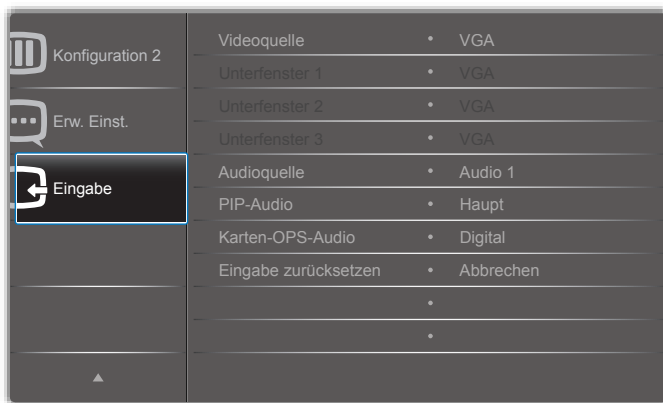 Konfiguration 2
Erw. Einst.
Eingabe
Videoquelle • VGA
Unterfenster 1 • VGA
Unterfenster 2 • VGA
Unterfenster 3 • VGA
Audioquelle • Audio 1
PIP-Audio • Haupt
Karten-OPS-Audio • Digital
Eingabe zurücksetzen • Abbrechen
•
•